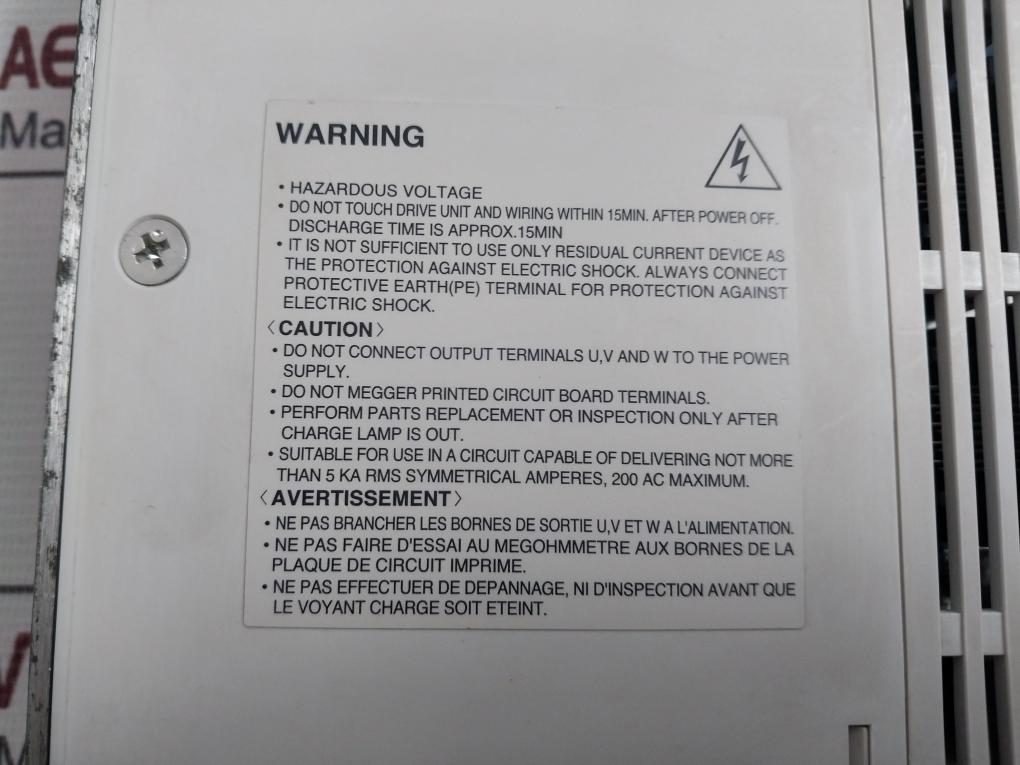 AE
Ma
WARNING
• HAZARDOUS VOLTAGE
• DO NOT TOUCH DRIVE UNIT AND WIRING WITHIN 15MIN. AFTER POWER OFF.
DISCHARGE TIME IS APPROX.15MIN
• IT IS NOT SUFFICIENT TO USE ONLY RESIDUAL CURRENT DEVICE AS
THE PROTECTION AGAINST ELECTRIC SHOCK. ALWAYS CONNECT
PROTECTIVE EARTH(PE) TERMINAL FOR PROTECTION AGAINST
ELECTRIC SHOCK.
〈CAUTION〉
• DO NOT CONNECT OUTPUT TERMINALS U,V AND W TO THE POWER
SUPPLY.
• DO NOT MEGGER PRINTED CIRCUIT BOARD TERMINALS.
• PERFORM PARTS REPLACEMENT OR INSPECTION ONLY AFTER
CHARGE LAMP IS OUT.
• SUITABLE FOR USE IN A CIRCUIT CAPABLE OF DELIVERING NOT MORE
THAN 5 KA RMS SYMMETRICAL AMPERES, 200 AC MAXIMUM.
〈AVERTISSEMENT〉
• NE PAS BRANCHER LES BORNES DE SORTIE U,V ET W A L'ALIMENTATION.
• NE PAS FAIRE D'ESSAI AU MEGOHMMETRE AUX BORNES DE LA
PLAQUE DE CIRCUIT IMPRIME.
• NE PAS EFFECTUER DE DEPANNAGE, NI D'INSPECTION AVANT QUE
LE VOYANT CHARGE SOIT ETEINT.